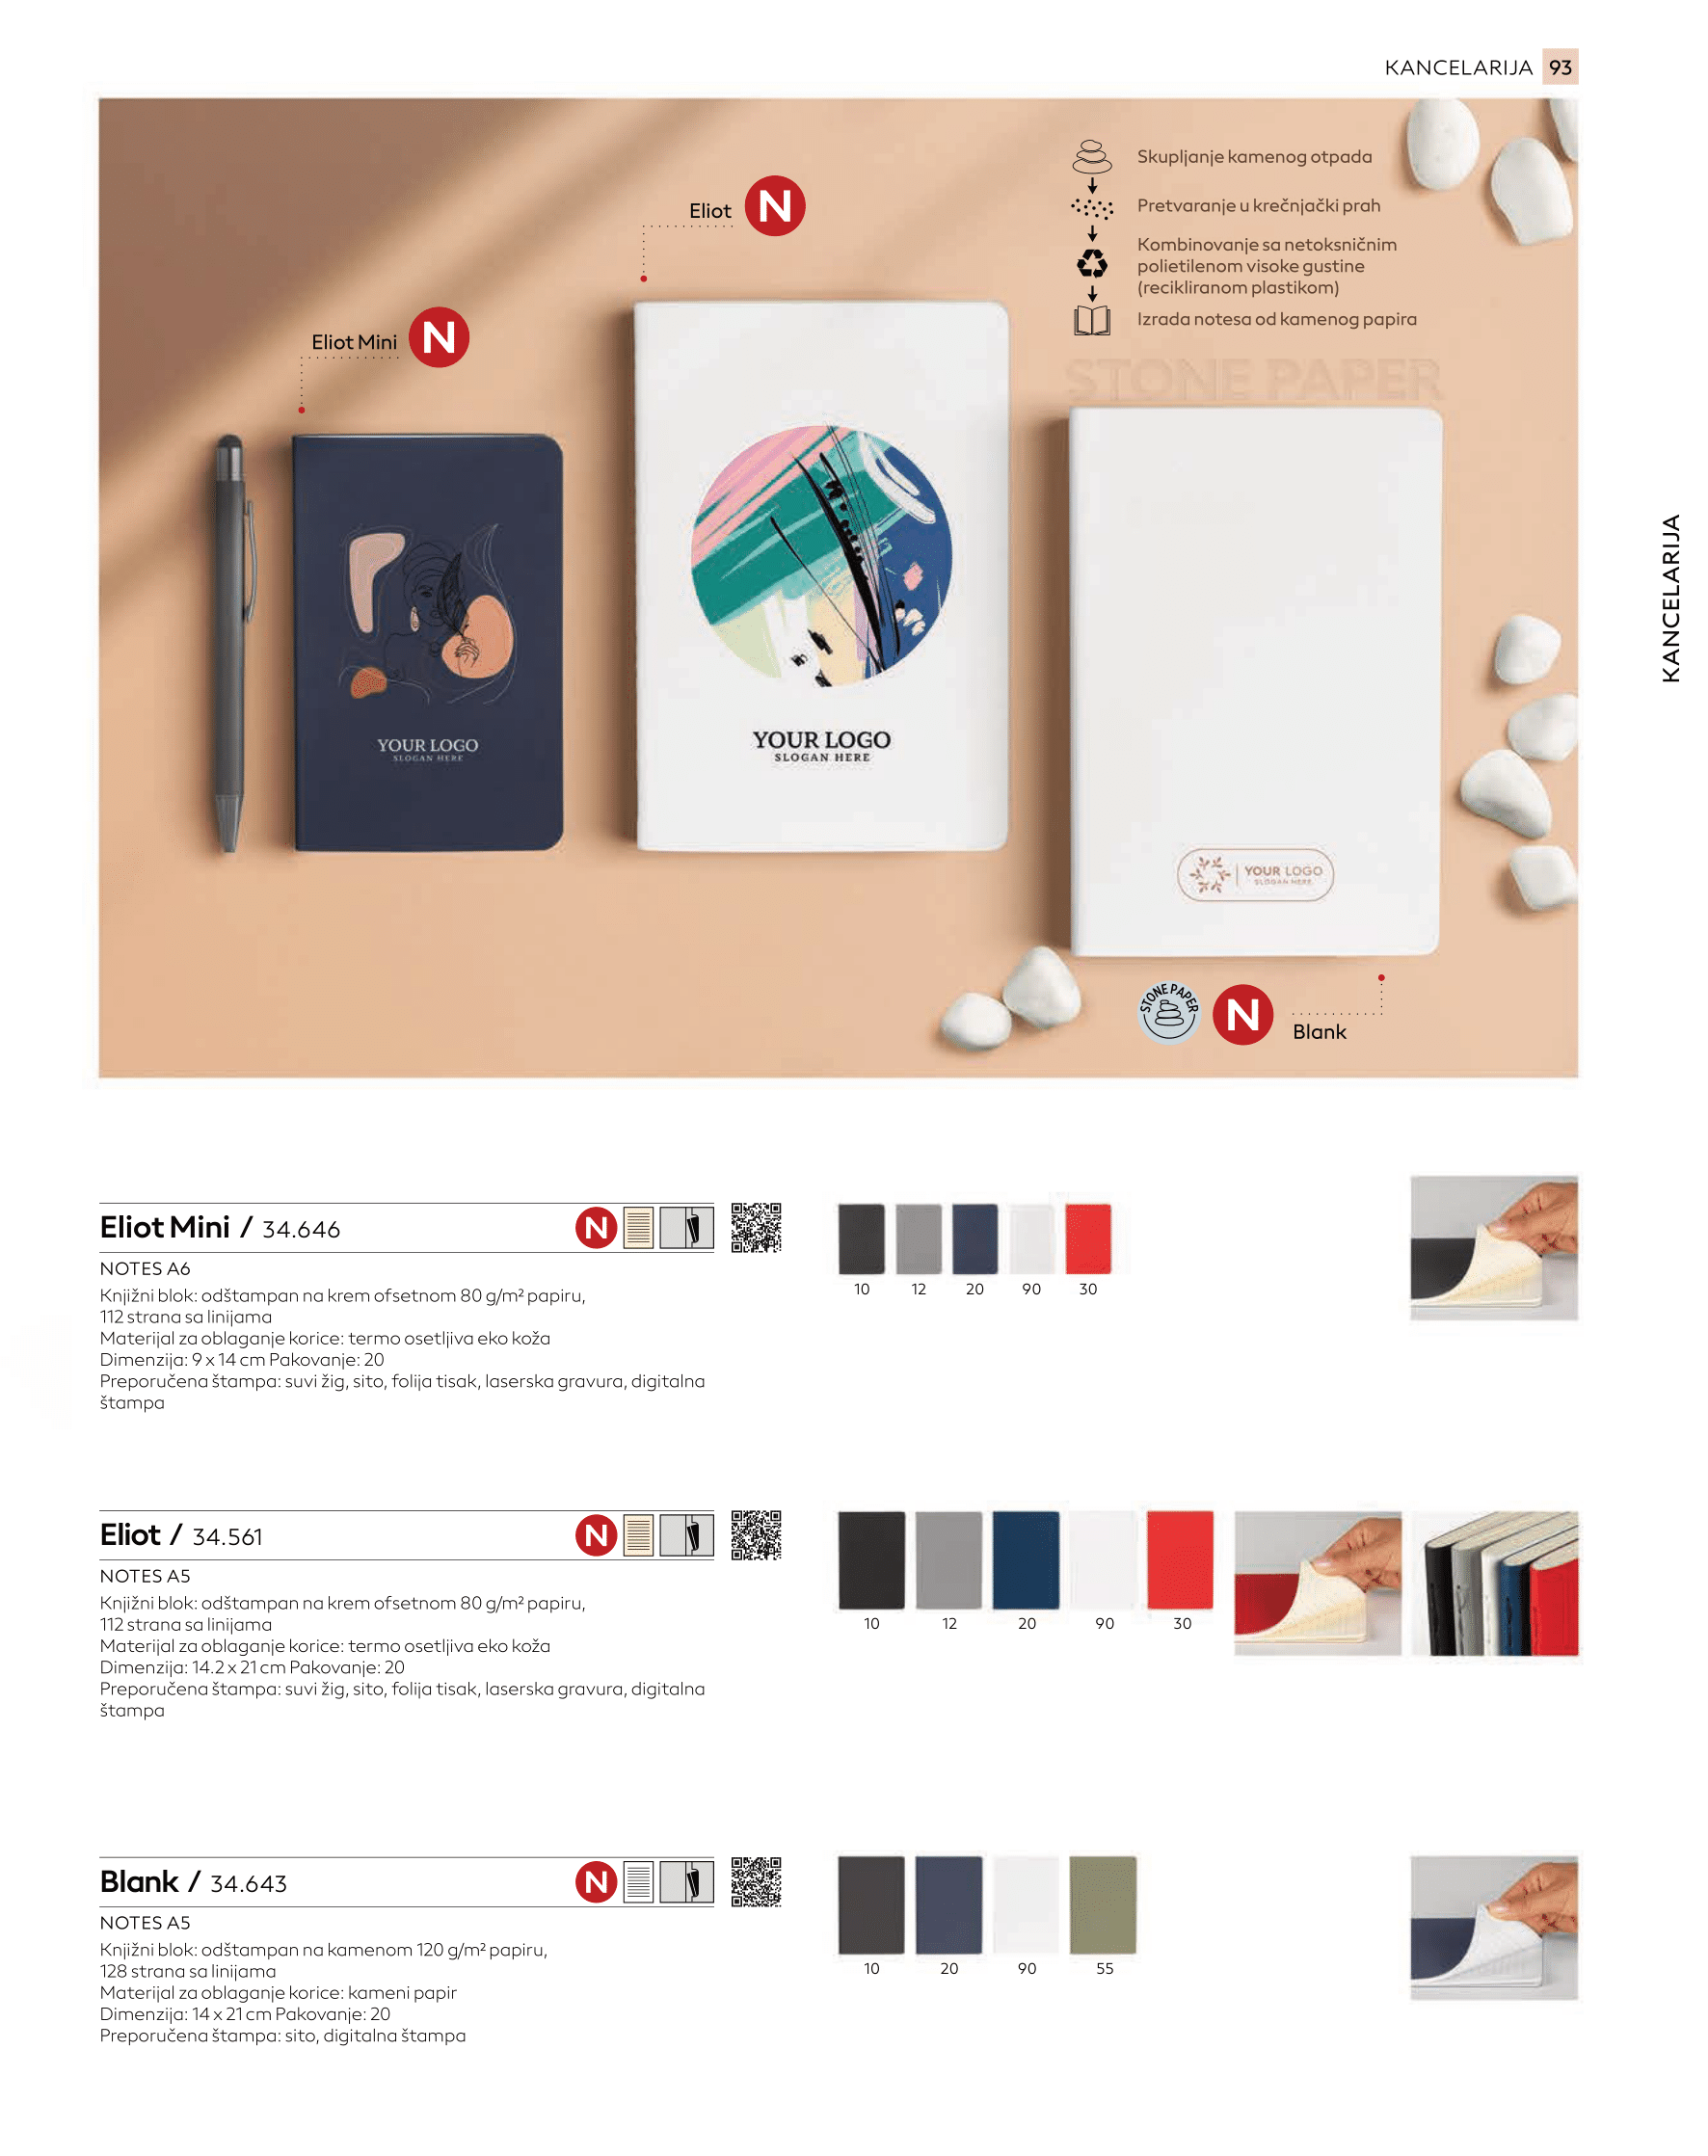 KANCELARIJA 93
Skupljanje kamenog otpada
Pretvaranje u krečnjački prah
Kombinovanje sa netoksničnim
polietilenom visoke gustine
(recikliranom plastikom)
Izrada notesa od kamenog papira
STONE PAPER
Eliot N
Eliot Mini N
YOUR LOGO
SLOGAN HERE
YOUR LOGO
SLOGAN HERE
YOUR LOGO
SLOGAN HERE
STONE PAPER
N
Blank
KANCELARIJA
Eliot Mini / 34.646
N
NOTES A6
Knjižni blok: odštampan na krem ofsetnom 80 g/m² papiru,
112 strana sa linijama
Materijal za oblaganje korice: termo osetljiva eko koža
Dimenzija: 9 x 14 cm Pakovanje: 20
Preporučena štampa: suvi žig, sito, folija tisak, laserska gravura, digitalna
štampa
10 12 20 90 30
Eliot / 34.561
N
NOTES A5
Knjižni blok: odštampan na krem ofsetnom 80 g/m² papiru,
112 strana sa linijama
Materijal za oblaganje korice: termo osetljiva eko koža
Dimenzija: 14.2 x 21 cm Pakovanje: 20
Preporučena štampa: suvi žig, sito, folija tisak, laserska gravura, digitalna
štampa
10 12 20 90 30
Blank / 34.643
N
NOTES A5
Knjižni blok: odštampan na kamenom 120 g/m² papiru,
128 strana sa linijama
Materijal za oblaganje korice: kameni papir
Dimenzija: 14 x 21 cm Pakovanje: 20
Preporučena štampa: sito, digitalna štampa
10 20 90 55